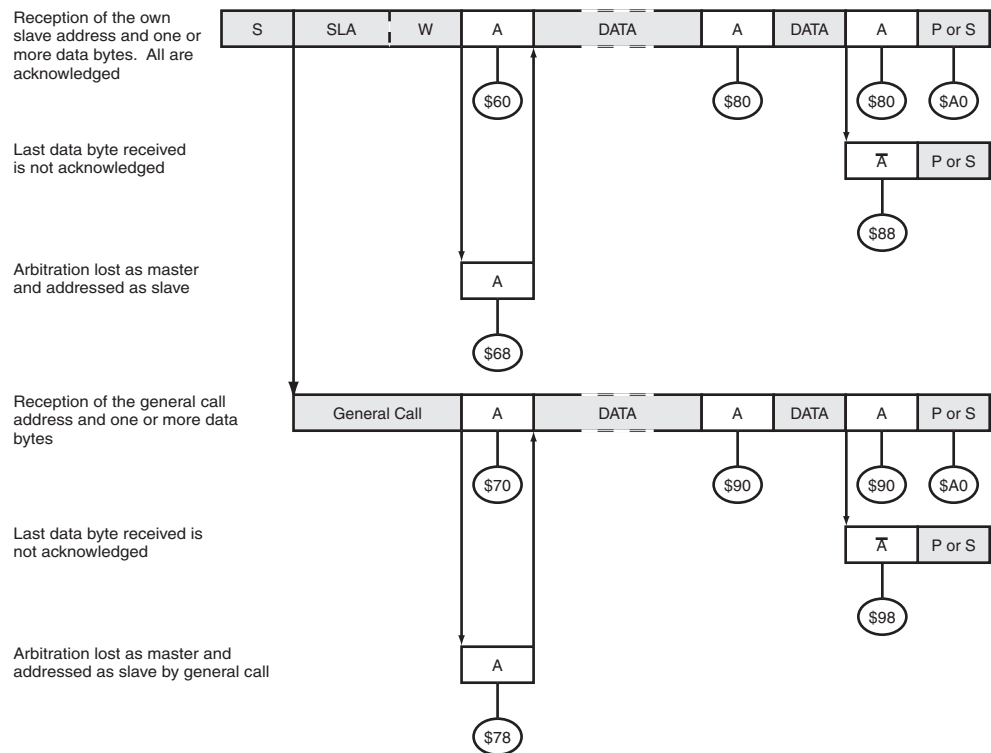 Reception of the own
slave address and one or
more data bytes. All are
acknowledged
S SLA W A DATA A DATA A P or S
$60 $80 $80 $A0
Last data byte received
is not acknowledged
A̅ P or S
$88
Arbitration lost as master
and addressed as slave
A
$68
Reception of the general call
address and one or more data
bytes
General Call A DATA A DATA A P or S
$70 $90 $90 $A0
Last data byte received is
not acknowledged
A̅ P or S
$98
Arbitration lost as master and
addressed as slave by general call
A
$78